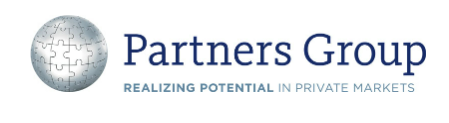 Partners Group
REALIZING POTENTIAL IN PRIVATE MARKETS